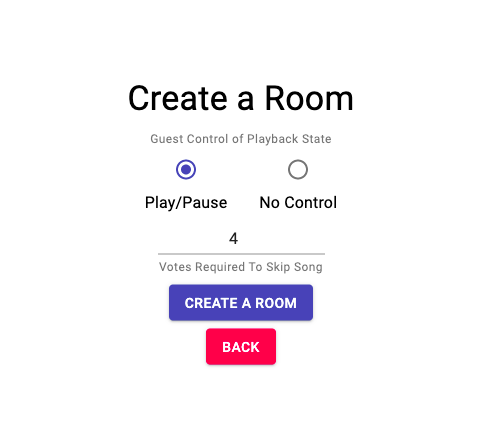 Create a Room
Guest Control of Playback State
Play/Pause No Control
4
Votes Required To Skip Song
CREATE A ROOM
BACK